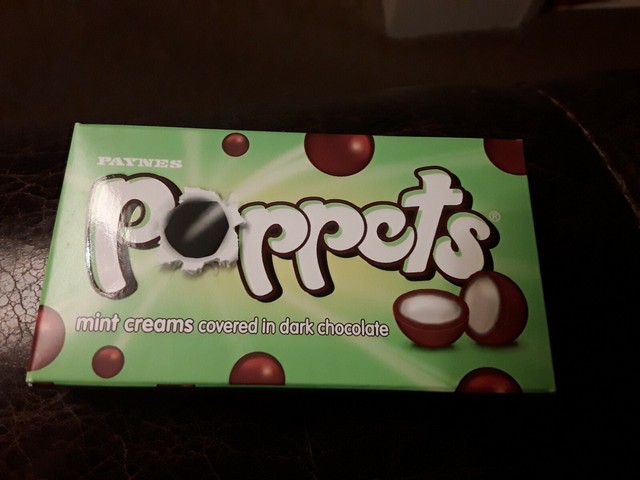 PAYNES
Poppets®
mint creams covered in dark chocolate